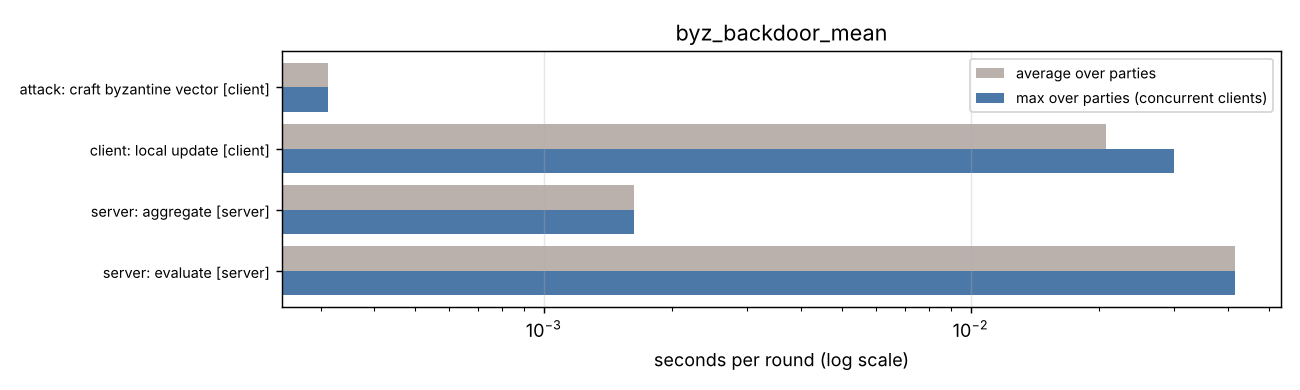 byz_backdoor_mean
average over parties
max over parties (concurrent clients)
attack: craft byzantine vector [client]
client: local update [client]
server: aggregate [server]
server: evaluate [server]
10⁻³
10⁻²
seconds per round (log scale)